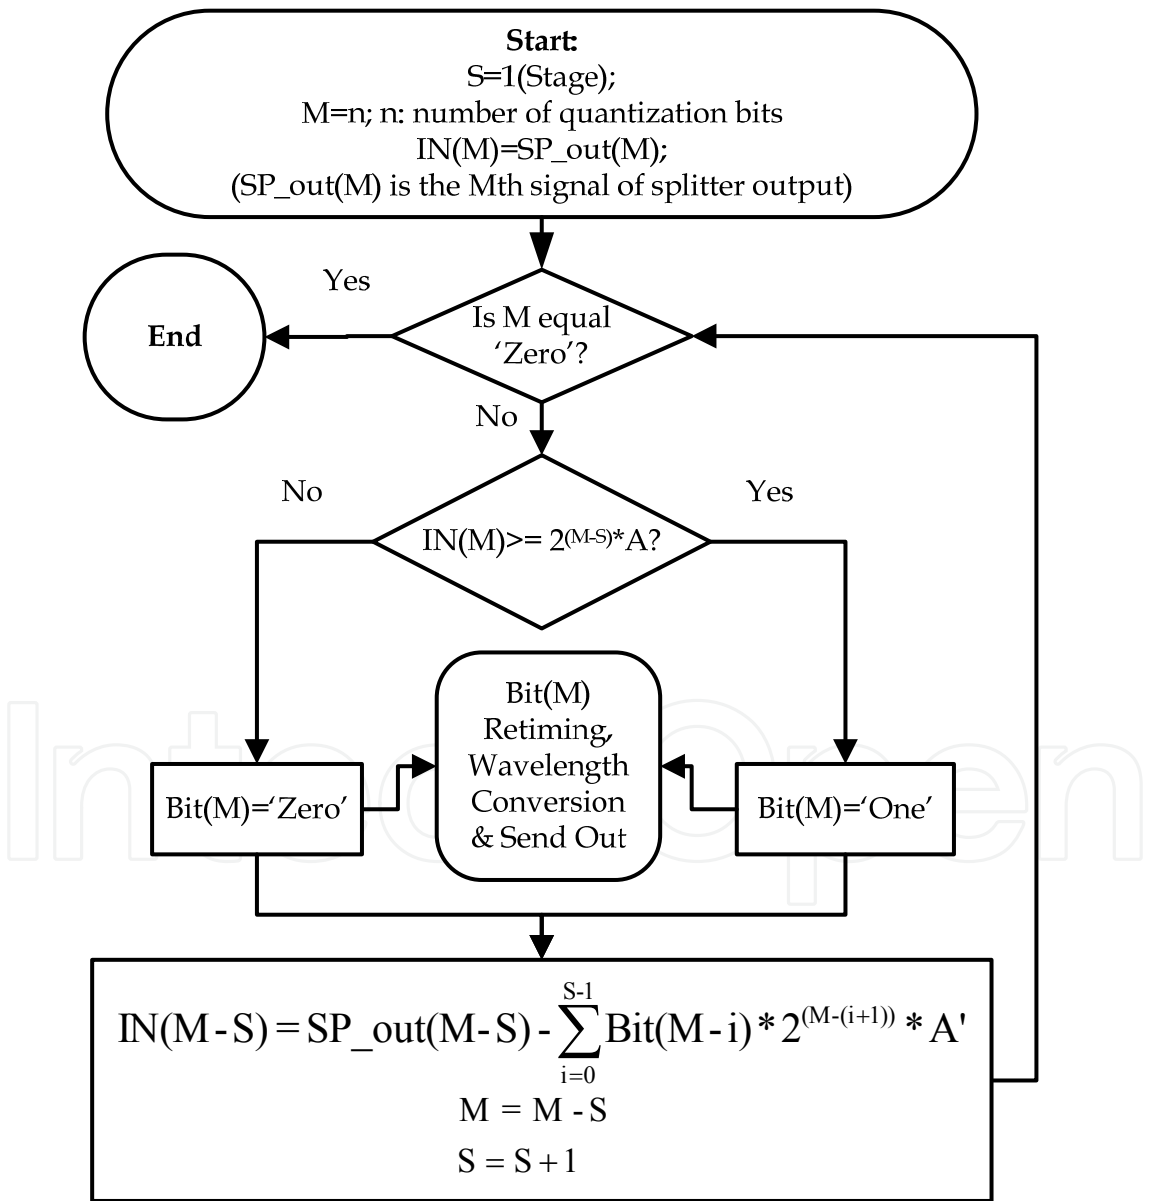 Start:
S=1(Stage);
M=n; n: number of quantization bits
IN(M)=SP_out(M);
(SP_out(M) is the Mth signal of splitter output)
Yes
End
Is M equal
‘Zero’?
No
No
Yes
IN(M)>= 2^(M-S)*A?
Bit(M)
Retiming,
Wavelength
Conversion
& Send Out
Bit(M)=‘Zero’
Bit(M)=‘One’
IntechOpen
IN(M-S) = SP_out(M-S) - ∑_{i=0}^{S-1} Bit(M-i) * 2^(M-(i+1)) * A'
M = M - S
S = S + 1